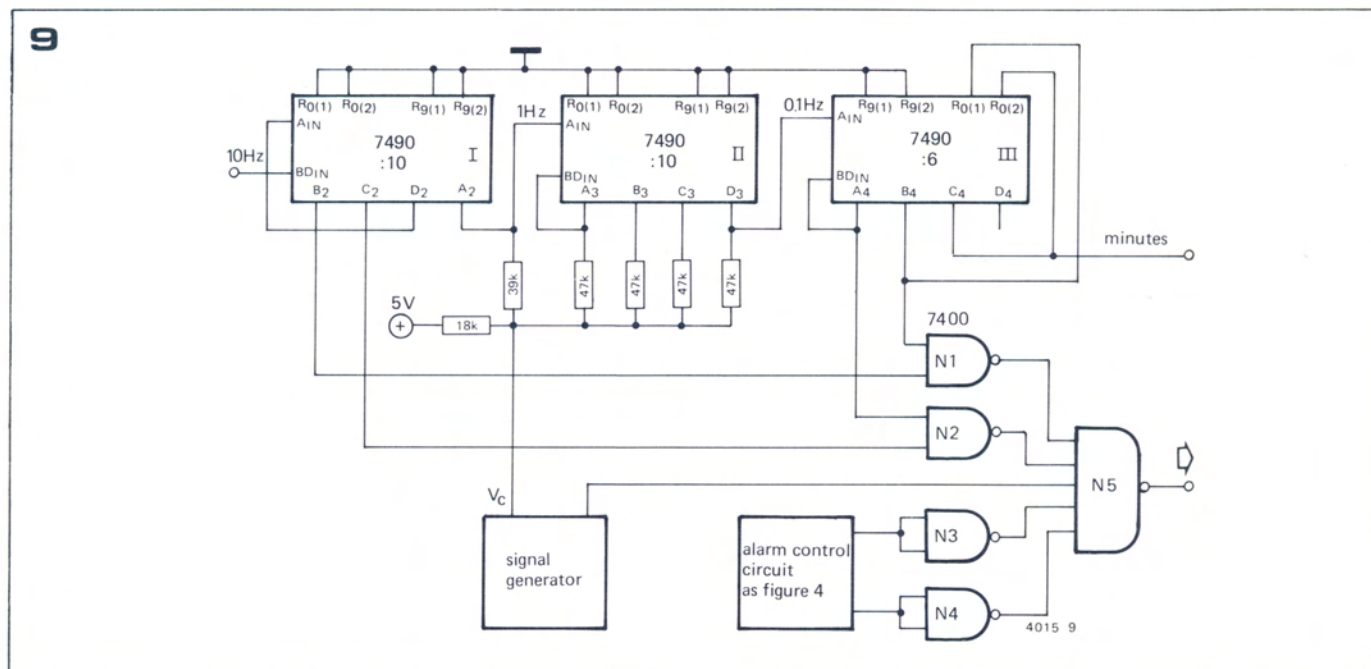 9
R0(1) R0(2) R9(1) R9(2)
AIN
7490
:10
I
10Hz
BDIN
B2 C2 D2 A2
1Hz
R0(1) R0(2) R9(1) R9(2)
AIN
7490
:10
II
BDIN
A3 B3 C3 D3
0.1Hz
R9(1) R9(2) R0(1) R0(2)
AIN
7490
:6
III
BDIN
A4 B4 C4 D4
minutes
39k
47k
47k
47k
47k
5V
+
18k
7400
N1
N2
N5
VC
signal
generator
alarm control
circuit
as figure 4
N3
N4
4015 9